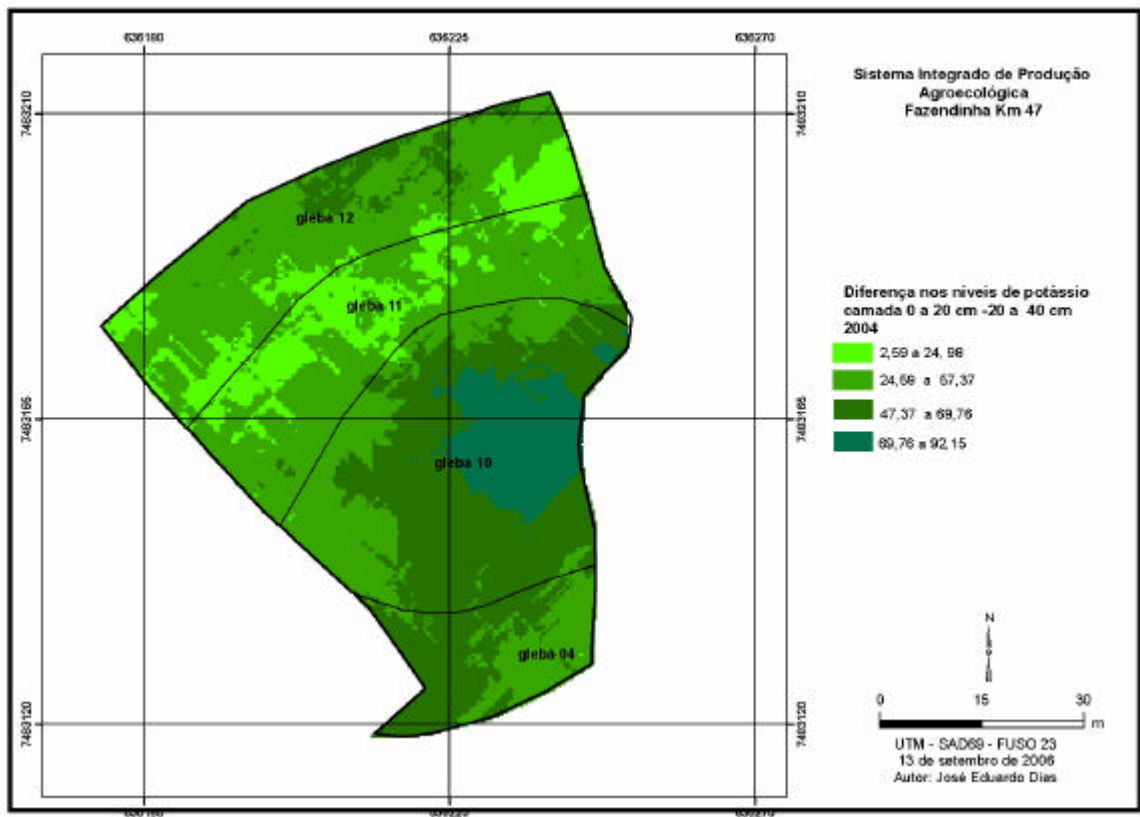 636180 636225 636270
Sistema Integrado de Produção
Agroecológica
Fazendinha Km 47
7483210
7483210
gleba 12
gleba 11
Diferença nos níveis de potássio
camada 0 a 20 cm -20 a 40 cm
2004
2,59 a 24, 98
24,59 a 57,37
47,37 a 69,76
69,76 a 92,15
7483165
7483165
gleba 10
gleba 04
N
0 15 30
m
7483120
7483120
UTM - SAD69 - FUSO 23
13 de setembro de 2006
Autor: José Eduardo Dias
636180 636225 636270